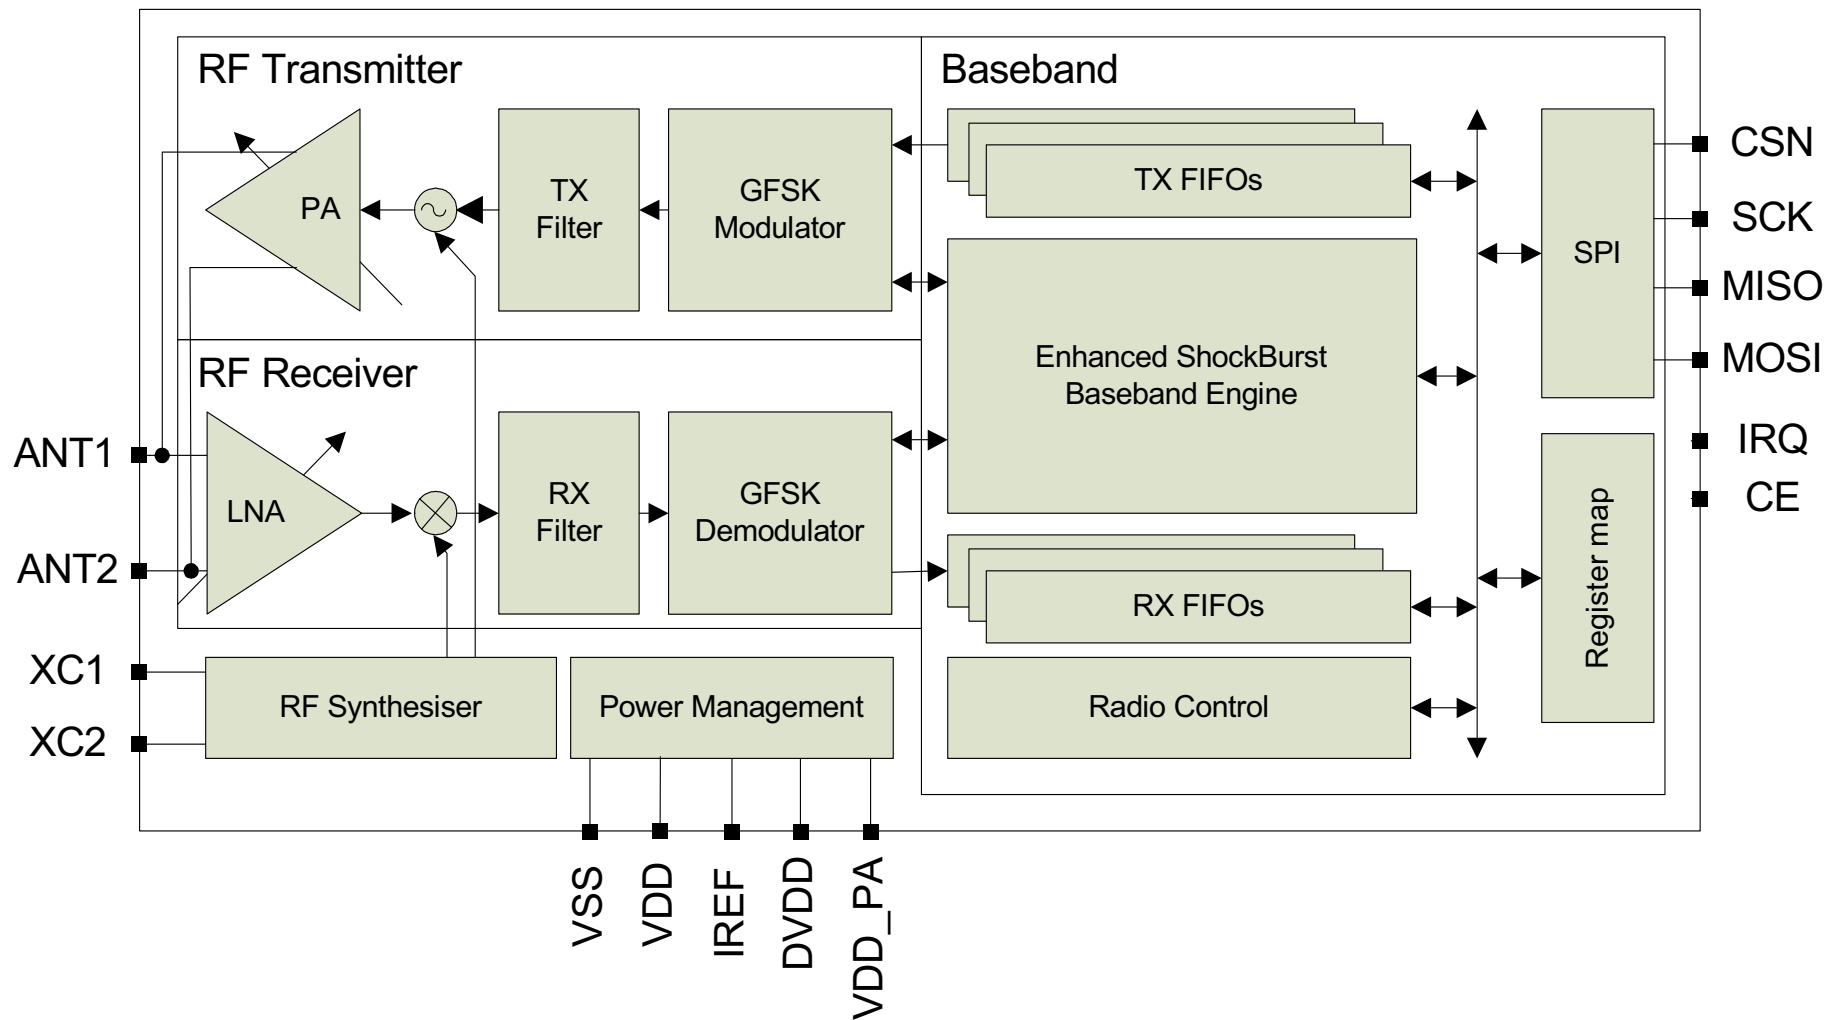 RF Transmitter
Baseband
PA
TX
Filter
GFSK
Modulator
TX FIFOs
SPI
CSN
SCK
MISO
MOSI
Enhanced ShockBurst
Baseband Engine
RF Receiver
ANT1
ANT2
LNA
RX
Filter
GFSK
Demodulator
RX FIFOs
Register map
IRQ
CE
XC1
XC2
RF Synthesiser
Power Management
Radio Control
VSS
VDD
IREF
DVDD
VDD_PA